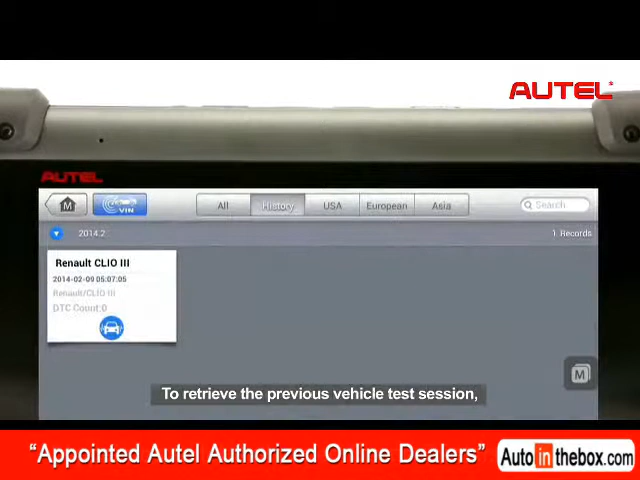 AUTEL
AUTEL
M VIN All History USA European Asia Search
2014.2 1 Records
Renault CLIO III
2014-02-09 05:07:05
Renault/CLIO III
DTC Count:0
M
To retrieve the previous vehicle test session,
“Appointed Autel Authorized Online Dealers” Autointhebox.com